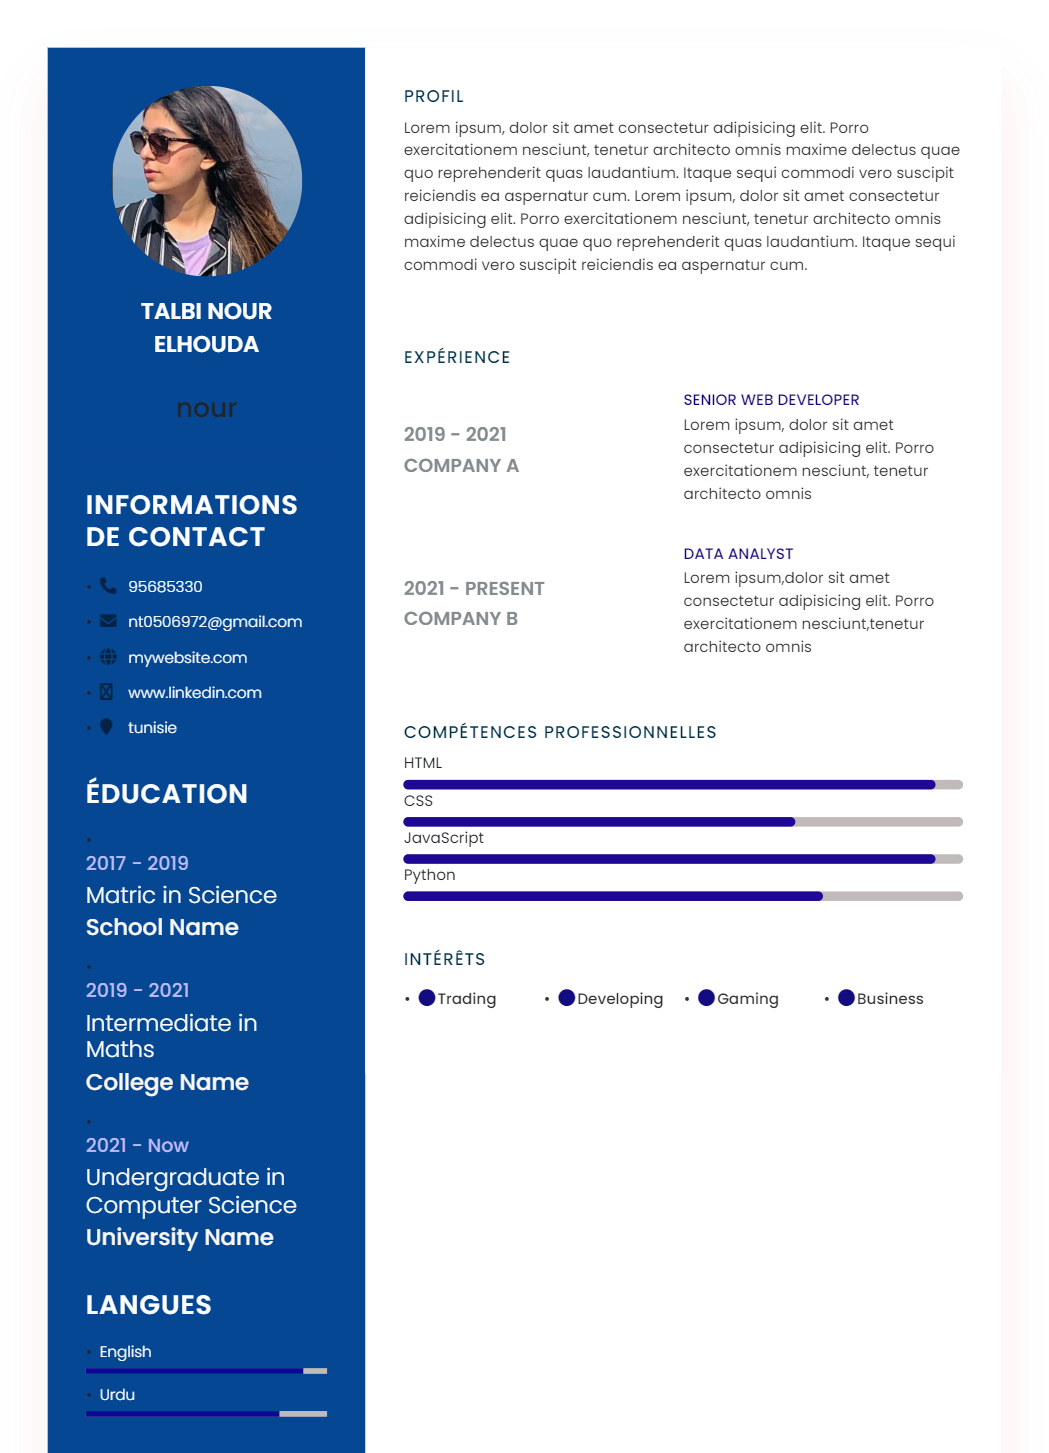 TALBI NOUR
ELHOUDA
nour
INFORMATIONS
DE CONTACT
• 95685330
• nt0506972@gmail.com
• mywebsite.com
• www.linkedin.com
• tunisie
ÉDUCATION
•
2017 - 2019
Matric in Science
School Name
•
2019 - 2021
Intermediate in
Maths
College Name
•
2021 - Now
Undergraduate in
Computer Science
University Name
LANGUES
• English
• Urdu
PROFIL
Lorem ipsum, dolor sit amet consectetur adipisicing elit. Porro
exercitationem nesciunt, tenetur architecto omnis maxime delectus quae
quo reprehenderit quas laudantium. Itaque sequi commodi vero suscipit
reiciendis ea aspernatur cum. Lorem ipsum, dolor sit amet consectetur
adipisicing elit. Porro exercitationem nesciunt, tenetur architecto omnis
maxime delectus quae quo reprehenderit quas laudantium. Itaque sequi
commodi vero suscipit reiciendis ea aspernatur cum.
EXPÉRIENCE
2019 - 2021
COMPANY A
SENIOR WEB DEVELOPER
Lorem ipsum, dolor sit amet
consectetur adipisicing elit. Porro
exercitationem nesciunt, tenetur
architecto omnis
2021 - PRESENT
COMPANY B
DATA ANALYST
Lorem ipsum,dolor sit amet
consectetur adipisicing elit. Porro
exercitationem nesciunt,tenetur
architecto omnis
COMPÉTENCES PROFESSIONNELLES
HTML
CSS
JavaScript
Python
INTÉRÊTS
• Trading • Developing • Gaming • Business